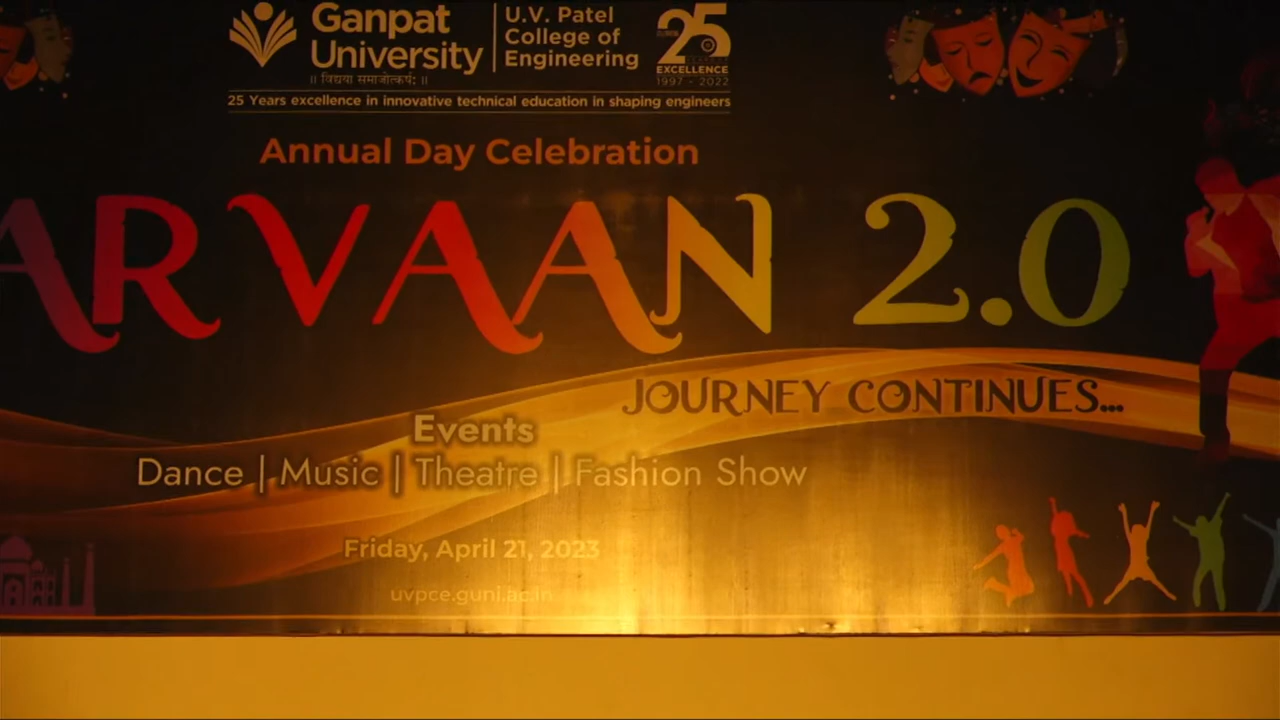 Ganpat
University
॥ विद्यया समाजोत्कर्षः ॥
U.V. Patel
College of
Engineering
25
EXCELLENCE
1997 - 2022
25 Years excellence in innovative technical education in shaping engineers
Annual Day Celebration
ARVAAN 2.0
JOURNEY CONTINUES...
Events
Dance | Music | Theatre | Fashion Show
Friday, April 21, 2023
uvpce.guni.ac.in